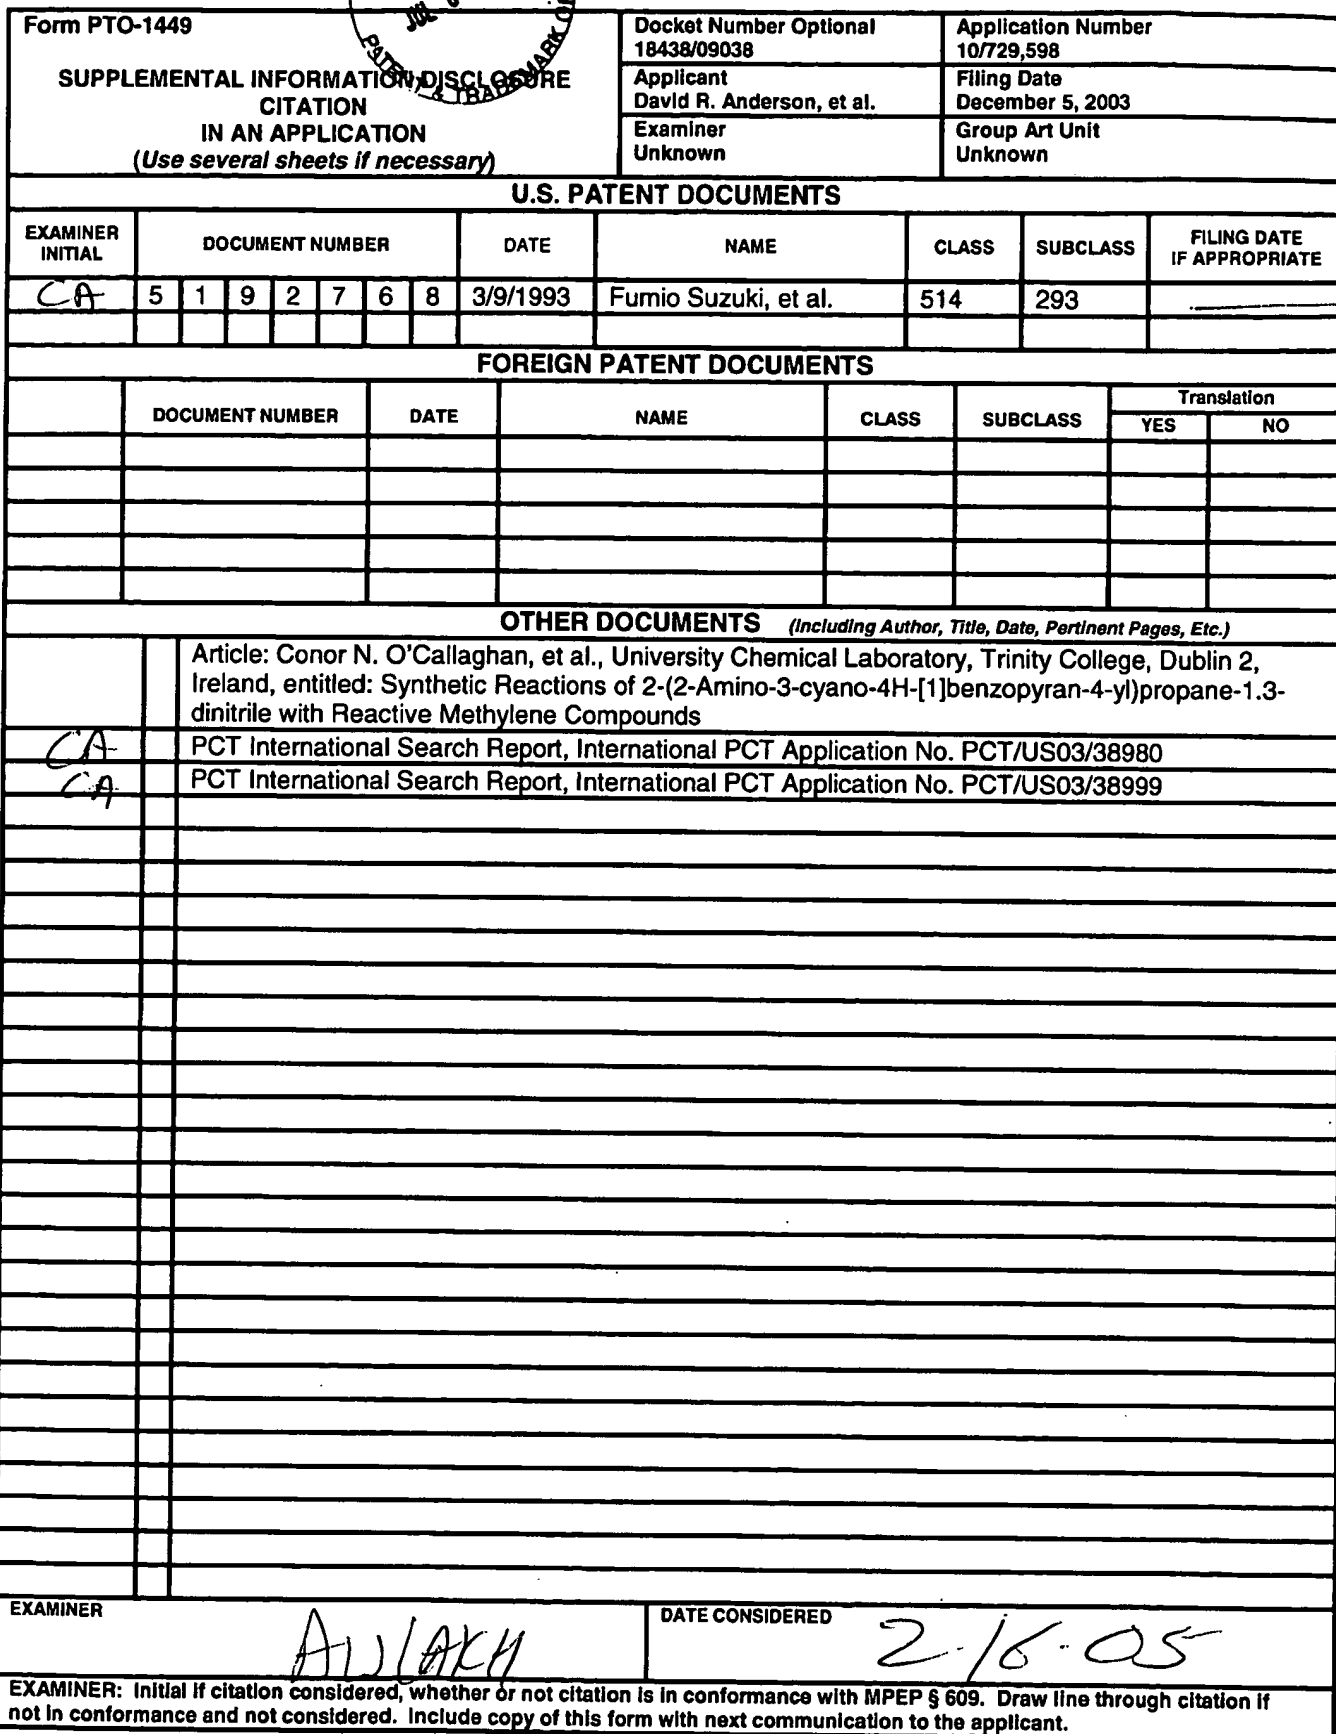 Form PTO-1449
SUPPLEMENTAL INFORMATION DISCLOSURE
CITATION
IN AN APPLICATION
(Use several sheets if necessary)
JUL
PATENT & TRADEMARK
Docket Number Optional
18438/09038
Application Number
10/729,598
Applicant
David R. Anderson, et al.
Filing Date
December 5, 2003
Examiner
Unknown
Group Art Unit
Unknown
U.S. PATENT DOCUMENTS
EXAMINER INITIAL DOCUMENT NUMBER DATE NAME CLASS SUBCLASS FILING DATE IF APPROPRIATE
CA 5 1 9 2 7 6 8 3/9/1993 Fumio Suzuki, et al. 514 293
FOREIGN PATENT DOCUMENTS
DOCUMENT NUMBER DATE NAME CLASS SUBCLASS Translation
YES NO
OTHER DOCUMENTS (Including Author, Title, Date, Pertinent Pages, Etc.)
Article: Conor N. O'Callaghan, et al., University Chemical Laboratory, Trinity College, Dublin 2,
Ireland, entitled: Synthetic Reactions of 2-(2-Amino-3-cyano-4H-[1]benzopyran-4-yl)propane-1.3-
dinitrile with Reactive Methylene Compounds
CA PCT International Search Report, International PCT Application No. PCT/US03/38980
CA PCT International Search Report, International PCT Application No. PCT/US03/38999
EXAMINER AULAKH
DATE CONSIDERED
EXAMINER: Initial if citation considered, whether or not citation is in conformance with MPEP § 609. Draw line through citation if
not in conformance and not considered. Include copy of this form with next communication to the applicant.